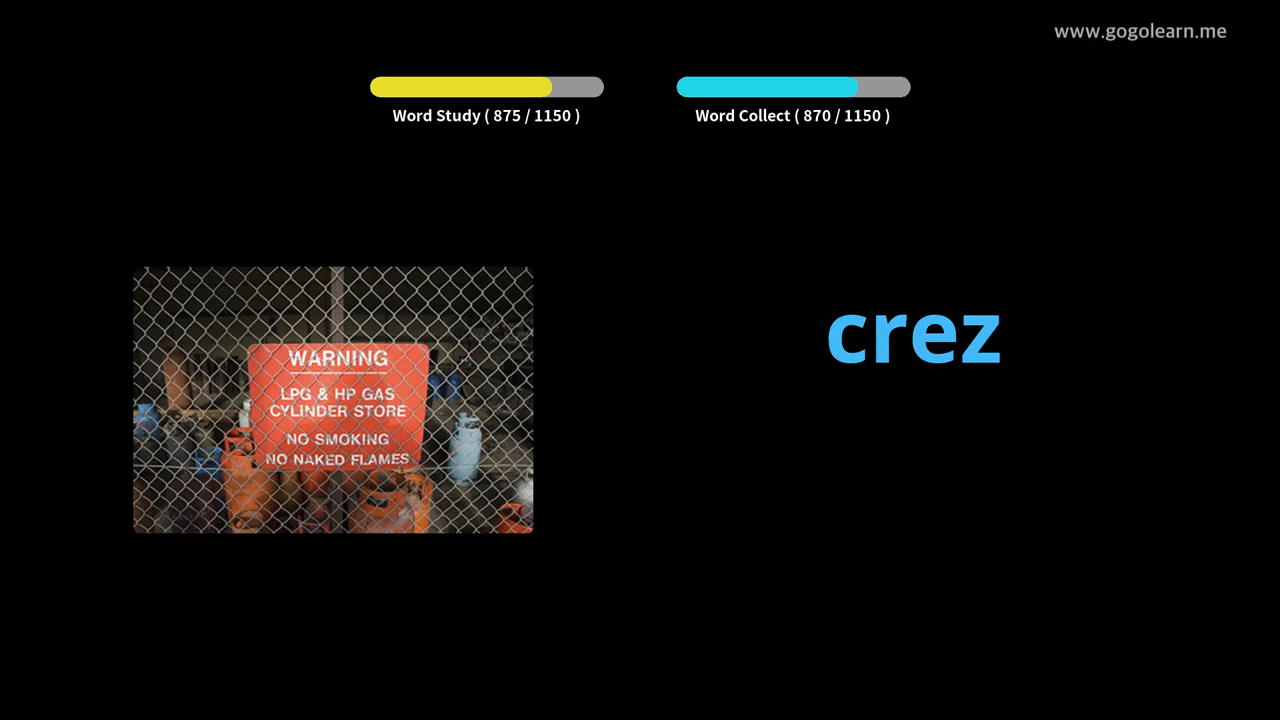 www.gogolearn.me
Word Study ( 875 / 1150 )
Word Collect ( 870 / 1150 )
WARNING
LPG & HP GAS
CYLINDER STORE
NO SMOKING
NO NAKED FLAMES
crez